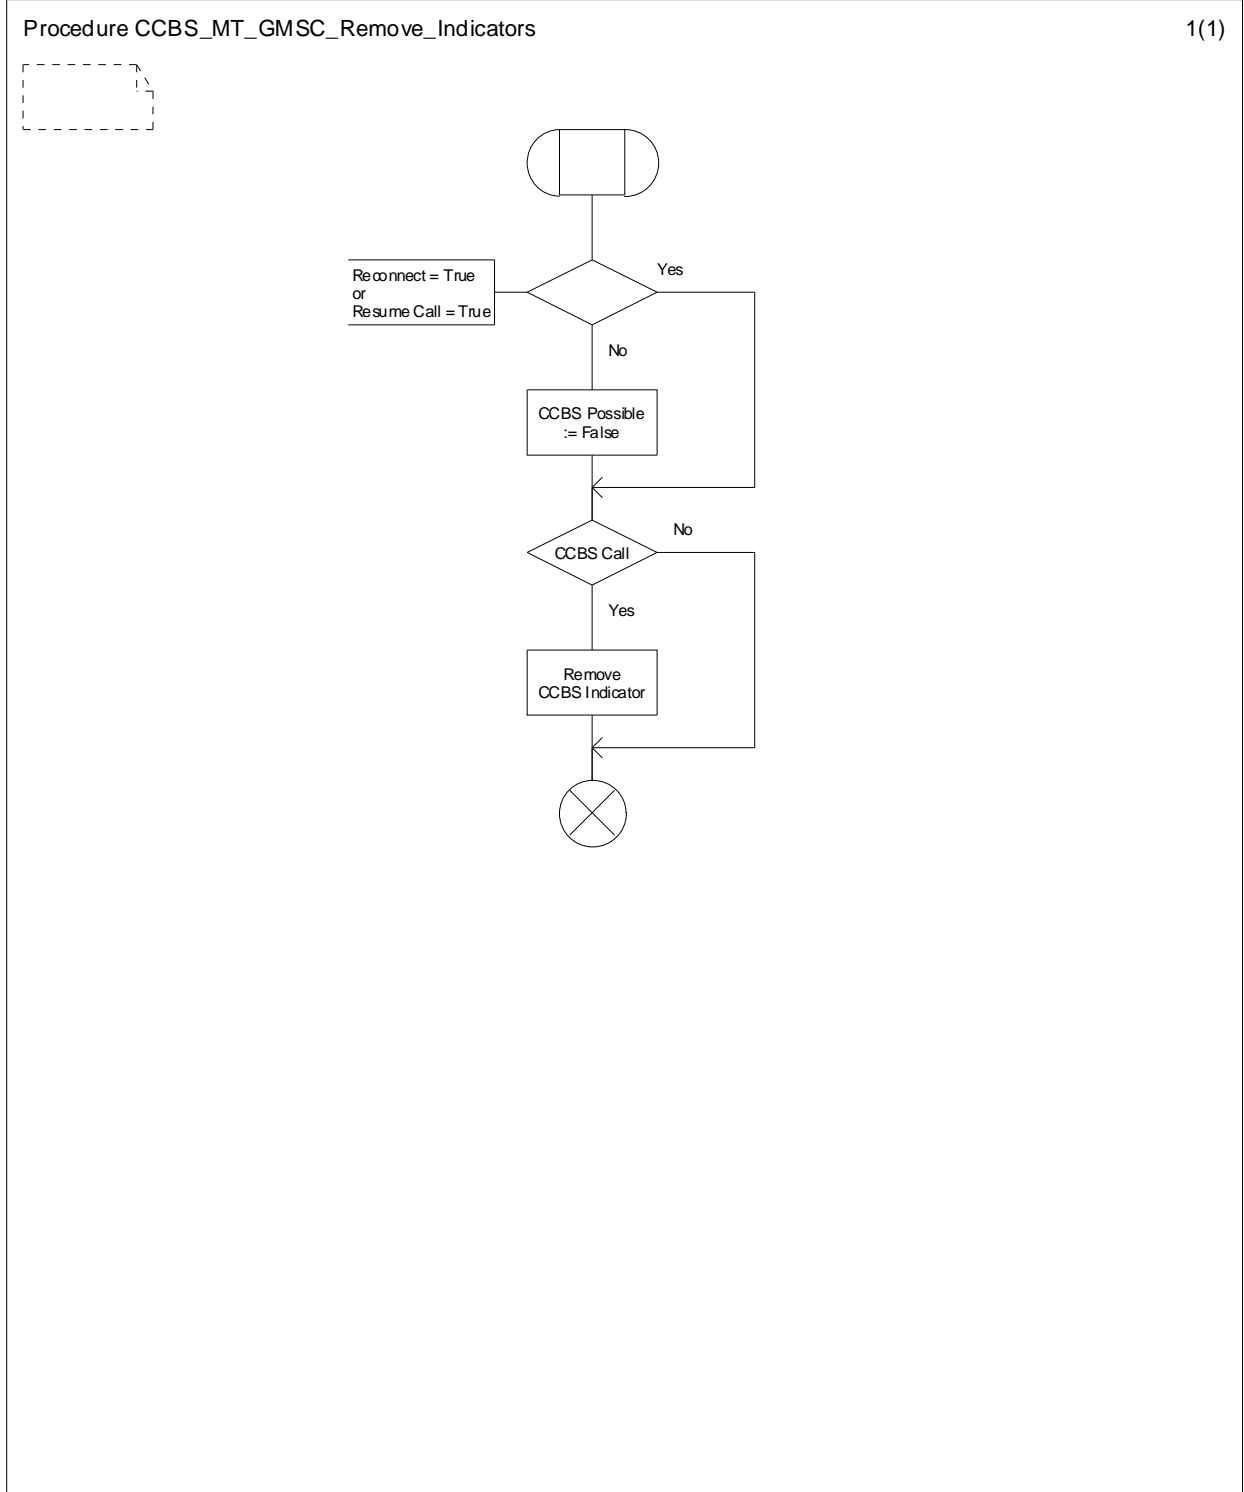 Procedure CCBS_MT_GMSC_Remove_Indicators
1(1)
Reconnect = True
or
Resume Call = True
Yes
No
CCBS Possible
:= False
CCBS Call
No
Yes
Remove
CCBS Indicator